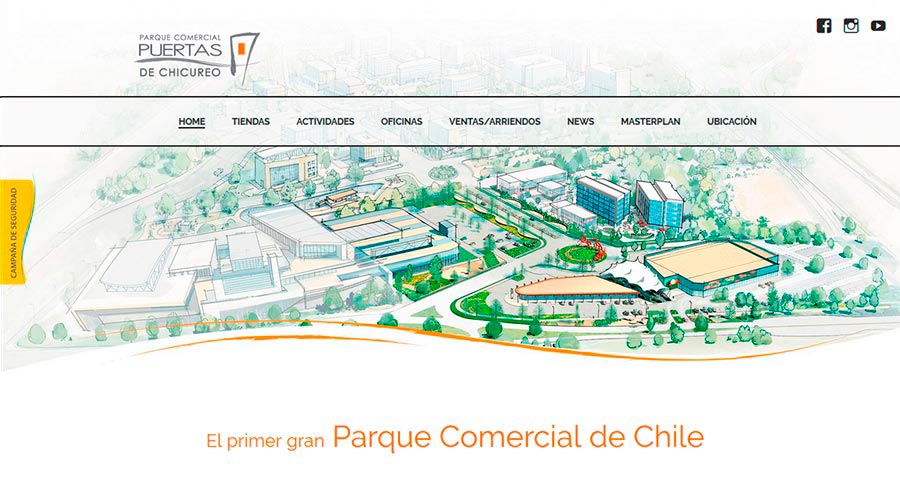 PARQUE COMERCIAL
PUERTAS
DE CHICUREO
HOME TIENDAS ACTIVIDADES OFICINAS VENTAS/ARRIENDOS NEWS MASTERPLAN UBICACIÓN
CAMPAÑA DE SEGURIDAD
El primer gran Parque Comercial de Chile